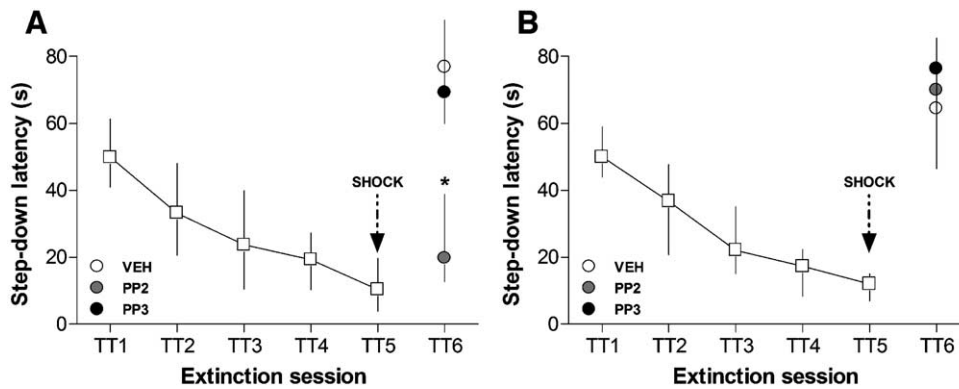 A
Step-down latency (s)
80
60
40
20
0
SHOCK
*
VEH
PP2
PP3
TT1 TT2 TT3 TT4 TT5 TT6
Extinction session
B
Step-down latency (s)
80
60
40
20
0
SHOCK
VEH
PP2
PP3
TT1 TT2 TT3 TT4 TT5 TT6
Extinction session